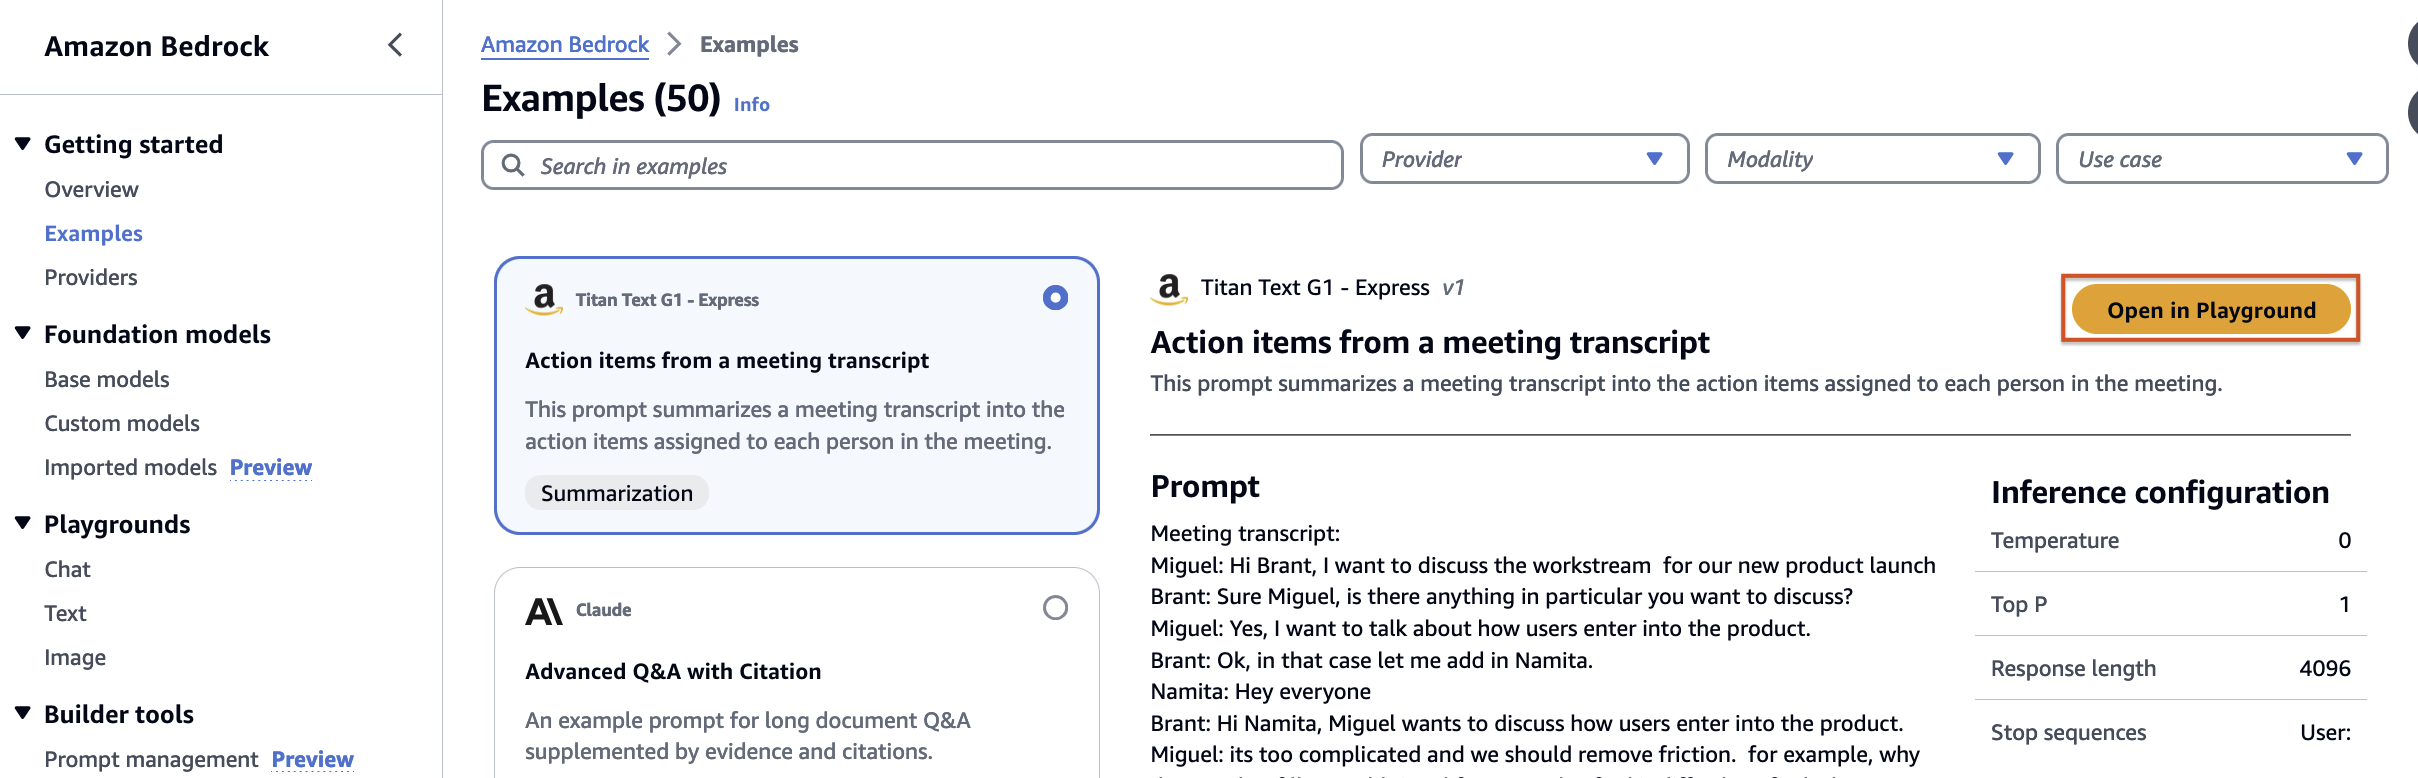 Amazon Bedrock
Getting started
Overview
Examples
Providers
Foundation models
Base models
Custom models
Imported models Preview
Playgrounds
Chat
Text
Image
Builder tools
Prompt management Preview
Amazon Bedrock > Examples
Examples (50) Info
Search in examples
Provider
Modality
Use case
Titan Text G1 - Express
Action items from a meeting transcript
This prompt summarizes a meeting transcript into the
action items assigned to each person in the meeting.
Summarization
Claude
Advanced Q&A with Citation
An example prompt for long document Q&A
supplemented by evidence and citations.
Titan Text G1 - Express v1
Open in Playground
Action items from a meeting transcript
This prompt summarizes a meeting transcript into the action items assigned to each person in the meeting.
Prompt
Meeting transcript:
Miguel: Hi Brant, I want to discuss the workstream  for our new product launch
Brant: Sure Miguel, is there anything in particular you want to discuss?
Miguel: Yes, I want to talk about how users enter into the product.
Brant: Ok, in that case let me add in Namita.
Namita: Hey everyone
Brant: Hi Namita, Miguel wants to discuss how users enter into the product.
Miguel: its too complicated and we should remove friction.  for example, why
Inference configuration
Temperature 0
Top P 1
Response length 4096
Stop sequences User: